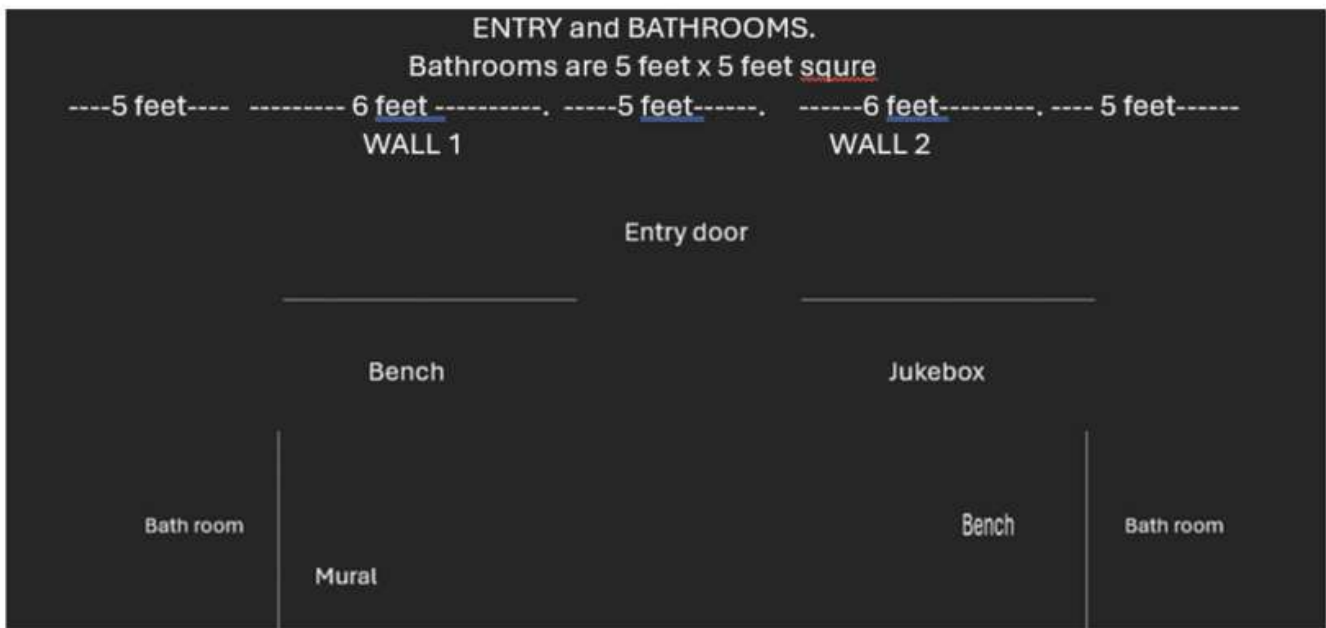 ENTRY and BATHROOMS.
Bathrooms are 5 feet x 5 feet squre
----5 feet---- --------- 6 feet ----------. -----5 feet------. ------6 feet---------. ---- 5 feet------
WALL 1 WALL 2
Entry door
Bench Jukebox
Bath room Bench Bath room
Mural